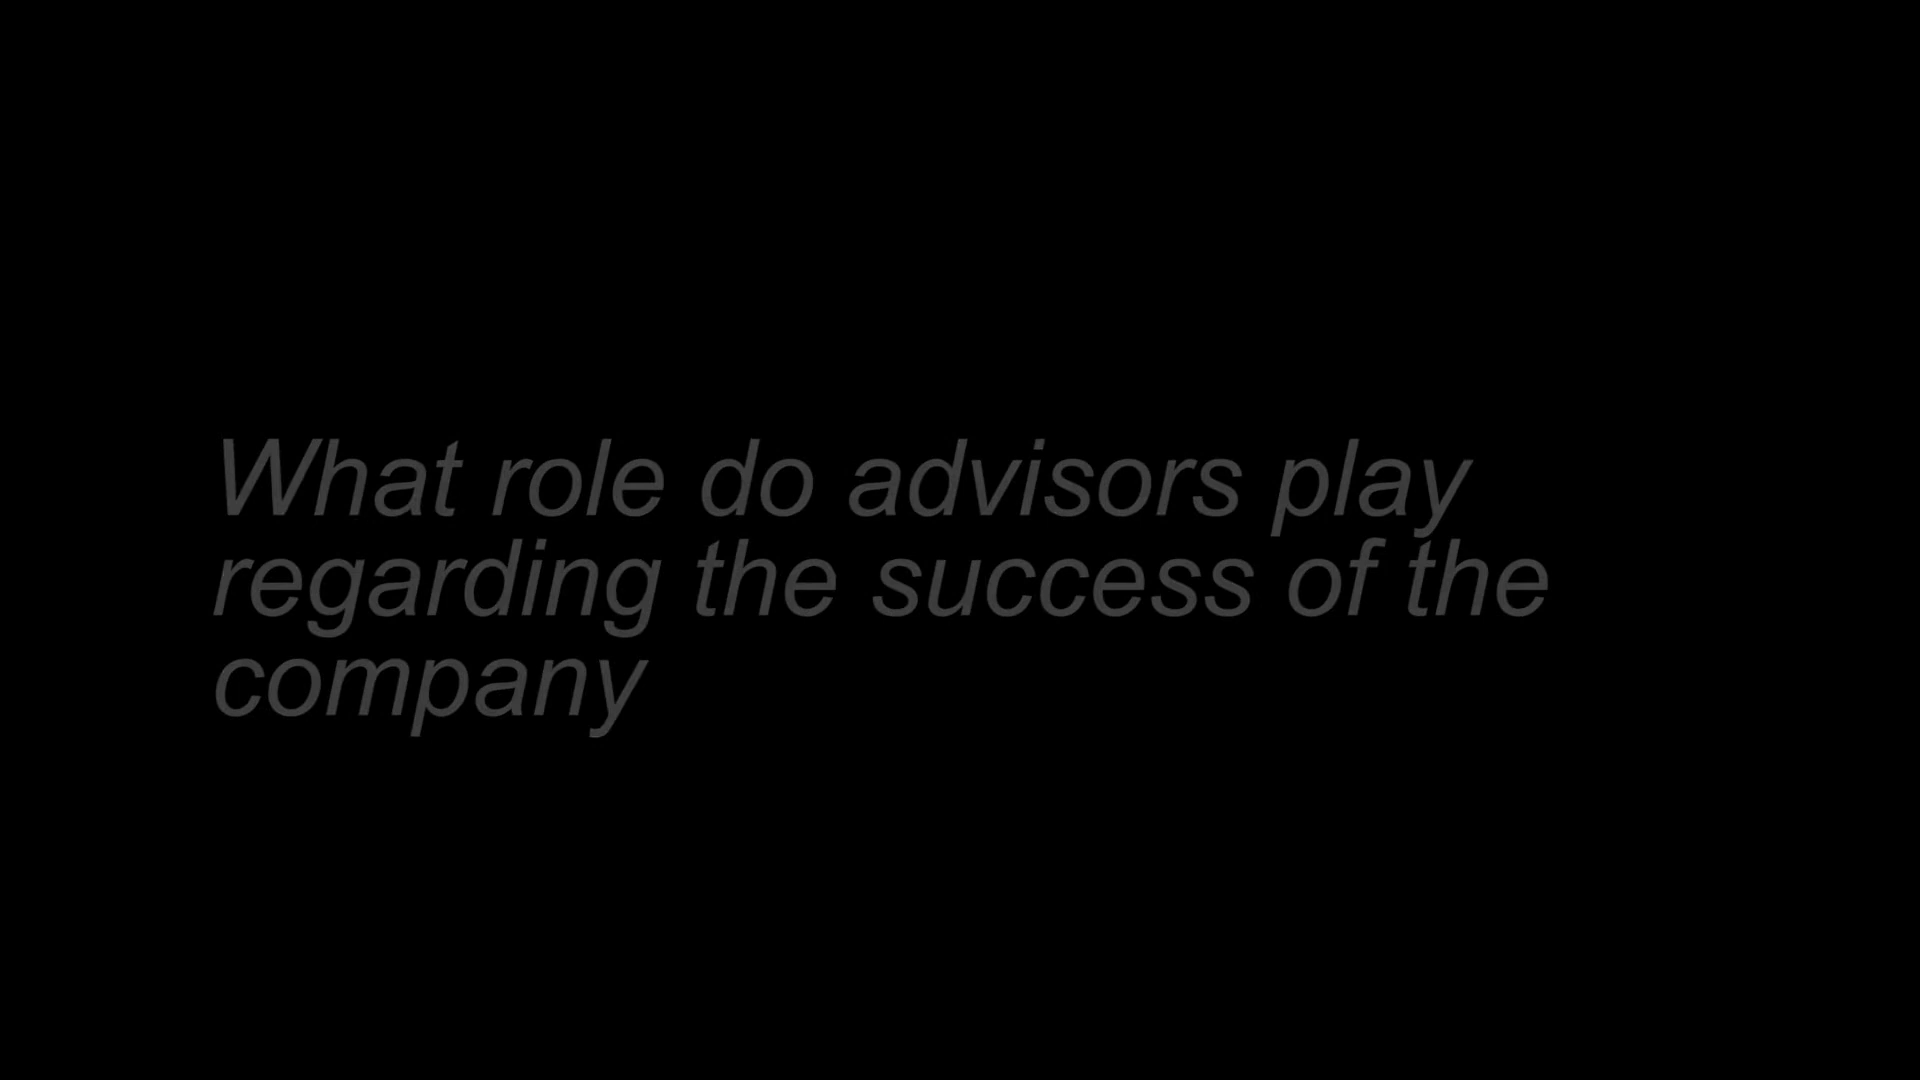 What role do advisors play
regarding the success of the
company